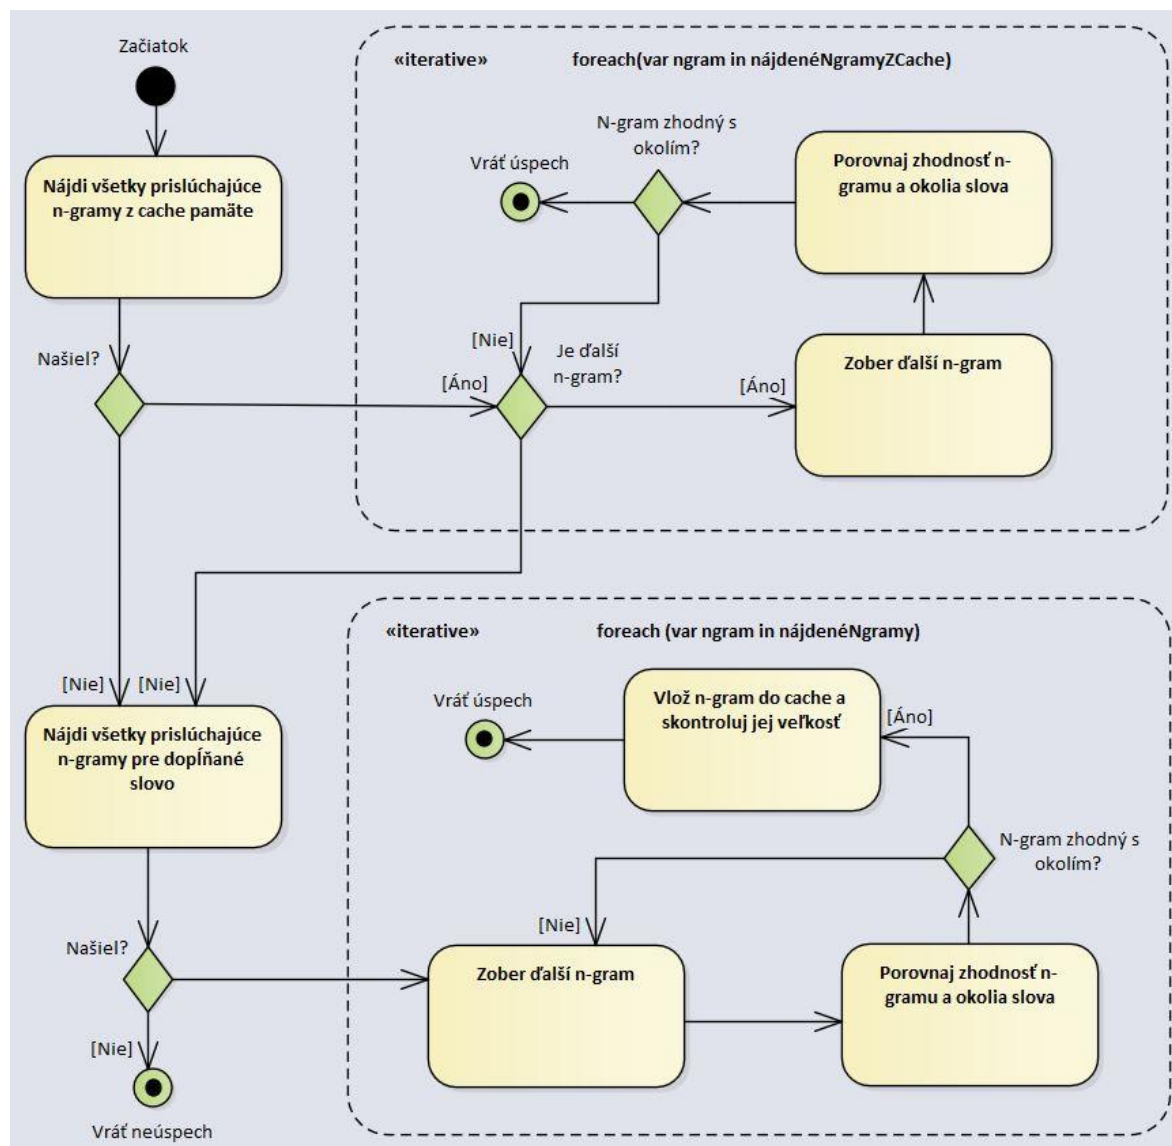 Začiatok
Nájdi všetky prislúchajúce
n-gramy z cache pamäte
Našiel?
«iterative»
foreach(var ngram in nájdenéNgramyZCache)
N-gram zhodný s
okolím?
Vráť úspech
Porovnaj zhodnosť n-
gramu a okolia slova
[Nie]
Je ďalší
n-gram?
[Áno]
[Áno]
Zober ďalší n-gram
[Nie]
[Nie]
Nájdi všetky prislúchajúce
n-gramy pre dopĺňané
slovo
Našiel?
[Nie]
Vráť neúspech
«iterative»
foreach (var ngram in nájdenéNgramy)
Vráť úspech
Vlož n-gram do cache a
skontroluj jej veľkosť
[Áno]
N-gram zhodný s
okolím?
[Nie]
Zober ďalší n-gram
Porovnaj zhodnosť n-
gramu a okolia slova